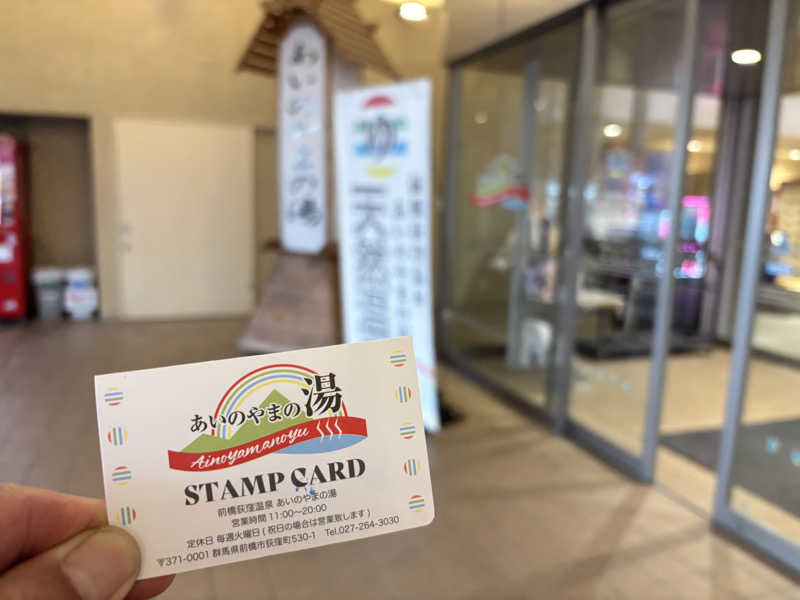 あいのやまの湯
天然温
あいのやまの湯
Ainoyamanoyu
STAMP CARD
前橋荻窪温泉 あいのやまの湯
営業時間 11:00〜20:00
定休日 毎週火曜日 ( 祝日の場合は営業致します )
〒371-0001 群馬県前橋市荻窪町530-1 Tel.027-264-3030